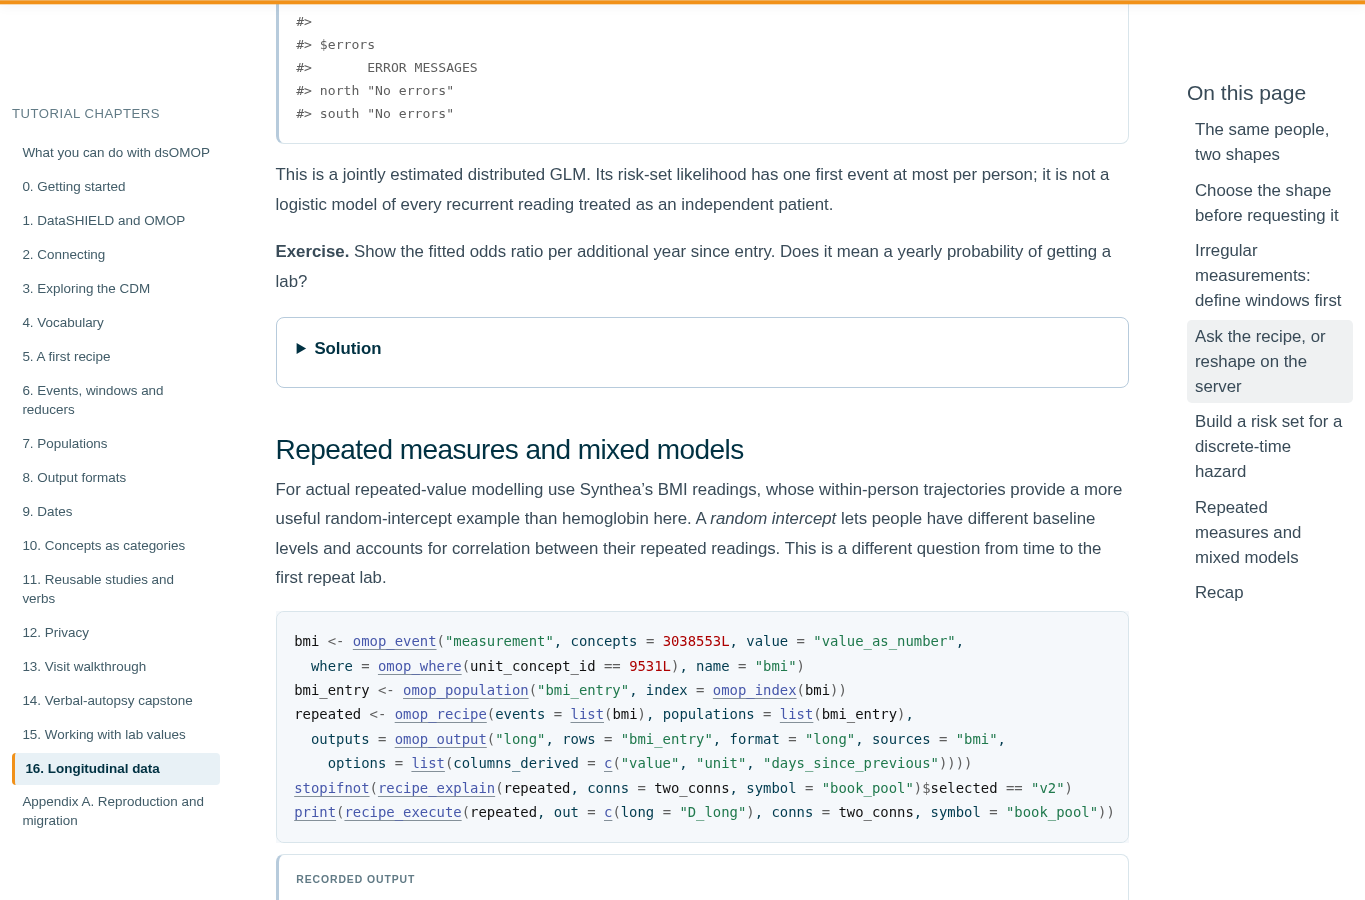 TUTORIAL CHAPTERS
What you can do with dsOMOP
0. Getting started
1. DataSHIELD and OMOP
2. Connecting
3. Exploring the CDM
4. Vocabulary
5. A first recipe
6. Events, windows and
reducers
7. Populations
8. Output formats
9. Dates
10. Concepts as categories
11. Reusable studies and
verbs
12. Privacy
13. Visit walkthrough
14. Verbal-autopsy capstone
15. Working with lab values
16. Longitudinal data
Appendix A. Reproduction and
migration
#>
#> $errors
#>       ERROR MESSAGES
#> north "No errors"
#> south "No errors"
This is a jointly estimated distributed GLM. Its risk-set likelihood has one first event at most per person; it is not a
logistic model of every recurrent reading treated as an independent patient.
Exercise. Show the fitted odds ratio per additional year since entry. Does it mean a yearly probability of getting a
lab?
Solution
Repeated measures and mixed models
For actual repeated-value modelling use Synthea’s BMI readings, whose within-person trajectories provide a more
useful random-intercept example than hemoglobin here. A random intercept lets people have different baseline
levels and accounts for correlation between their repeated readings. This is a different question from time to the
first repeat lab.
bmi <- omop_event("measurement", concepts = 3038553L, value = "value_as_number",
  where = omop_where(unit_concept_id == 9531L), name = "bmi")
bmi_entry <- omop_population("bmi_entry", index = omop_index(bmi))
repeated <- omop_recipe(events = list(bmi), populations = list(bmi_entry),
  outputs = omop_output("long", rows = "bmi_entry", format = "long", sources = "bmi",
    options = list(columns_derived = c("value", "unit", "days_since_previous"))))
stopifnot(recipe_explain(repeated, conns = two_conns, symbol = "book_pool")$selected == "v2")
print(recipe_execute(repeated, out = c(long = "D_long"), conns = two_conns, symbol = "book_pool"))
RECORDED OUTPUT
On this page
The same people,
two shapes
Choose the shape
before requesting it
Irregular
measurements:
define windows first
Ask the recipe, or
reshape on the
server
Build a risk set for a
discrete-time
hazard
Repeated
measures and
mixed models
Recap